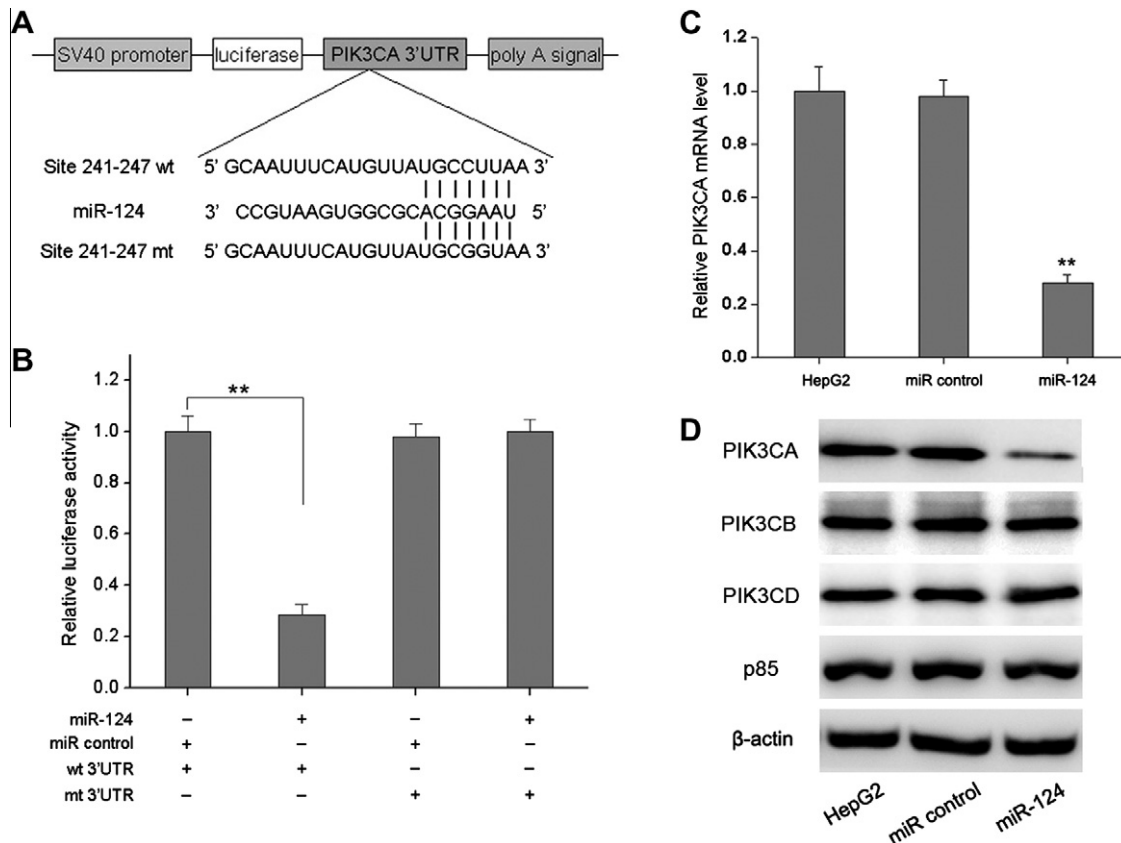 A
SV40 promoter luciferase PIK3CA 3'UTR poly A signal
Site 241-247 wt 5' GCAAUUUCAUGUUAUGCCUUAA 3'
miR-124 3' CCGUAAGUGGCGCACGGAAU 5'
Site 241-247 mt 5' GCAAUUUCAUGUUAUGCGGUAA 3'
B
Relative luciferase activity
1.2
1.0
0.8
0.6
0.4
0.2
0.0
**
miR-124 – + – +
miR control + – + –
wt 3'UTR + + – –
mt 3'UTR – – + +
C
Relative PIK3CA mRNA level
1.2
1.0
0.8
0.6
0.4
0.2
0.0
**
HepG2 miR control miR-124
D
PIK3CA
PIK3CB
PIK3CD
p85
β-actin
HepG2 miR control miR-124